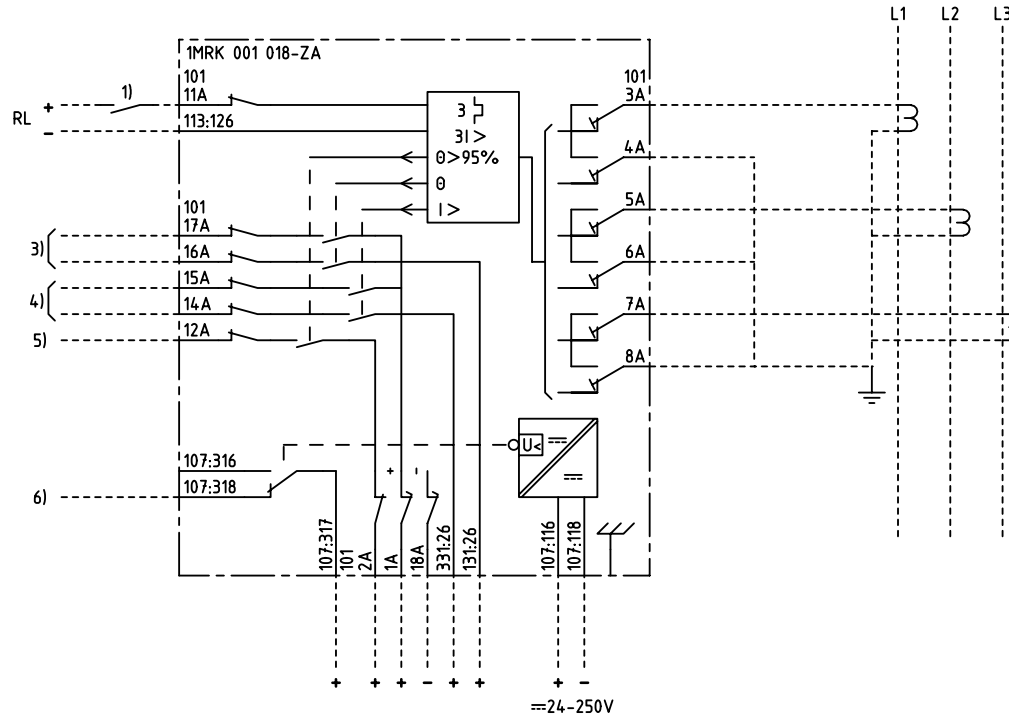 L1 L2 L3
1MRK 001 018-ZA
101
11A
113:126
RL + -
1)
101
3A
4A
5A
6A
7A
8A
3
3I>
Θ>95%
Θ
I>
101
17A
16A
15A
14A
12A
3)
4)
5)
6)
107:316
107:318
U<
+ -
107:317
101
2A
1A
18A
331:26
131:26
107:116
107:118
+ + + - + + + -
24-250V